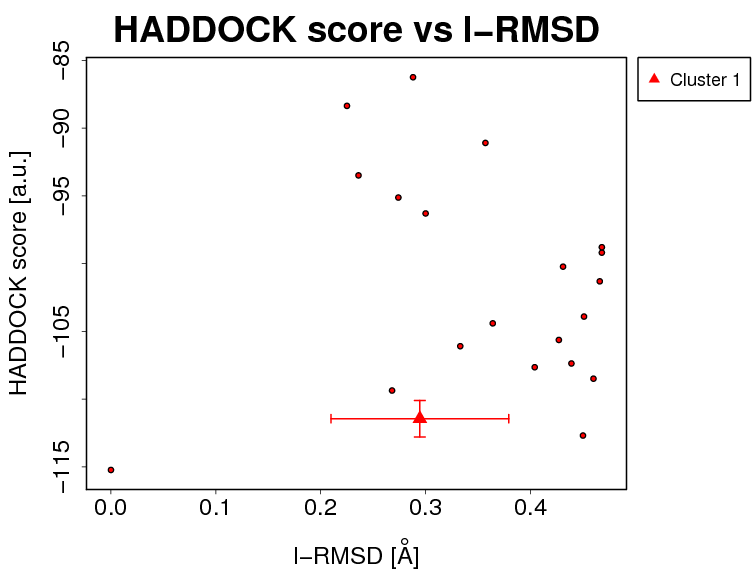 HADDOCK score vs l−RMSD
Cluster 1
HADDOCK score [a.u.]
−85
−90
−95
−105
−115
0.0
0.1
0.2
0.3
0.4
l−RMSD [Å]